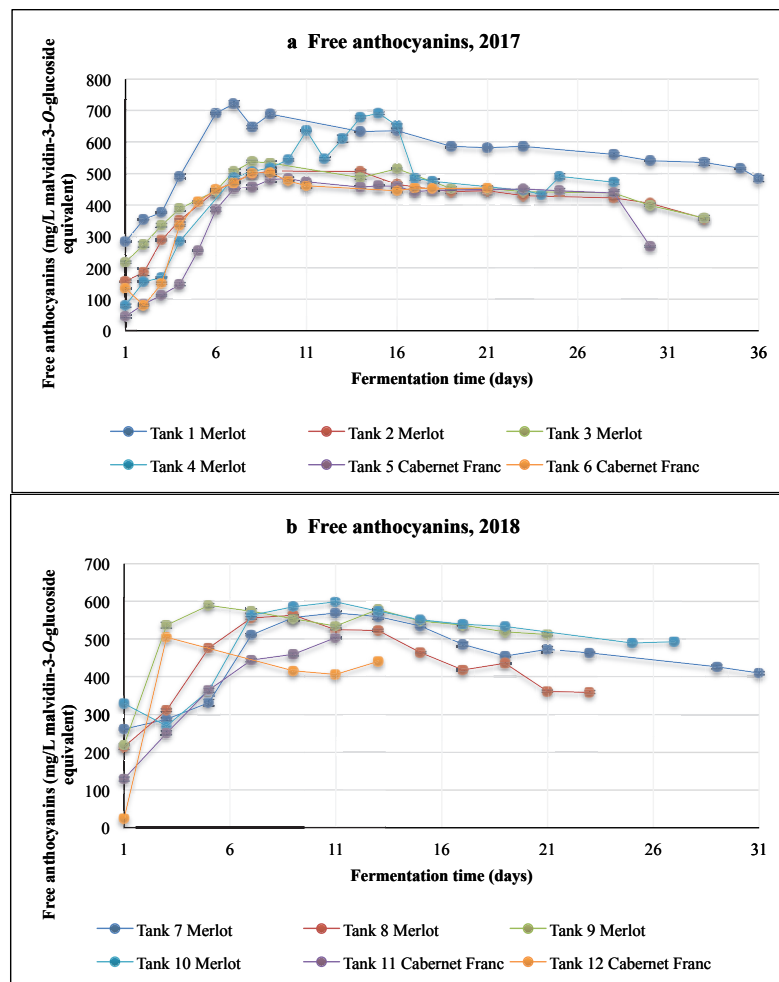 a Free anthocyanins, 2017
Free anthocyanins (mg/L malvidin-3-O-glucoside
equivalent)
800
700
600
500
400
300
200
100
0
1 6 11 16 21 26 31 36
Fermentation time (days)
Tank 1 Merlot Tank 2 Merlot Tank 3 Merlot
Tank 4 Merlot Tank 5 Cabernet Franc Tank 6 Cabernet Franc
b Free anthocyanins, 2018
Free anthocyanins (mg/L malvidin-3-O-glucoside
equivalent)
700
600
500
400
300
200
100
0
1 6 11 16 21 26 31
Fermentation time (days)
Tank 7 Merlot Tank 8 Merlot Tank 9 Merlot
Tank 10 Merlot Tank 11 Cabernet Franc Tank 12 Cabernet Franc